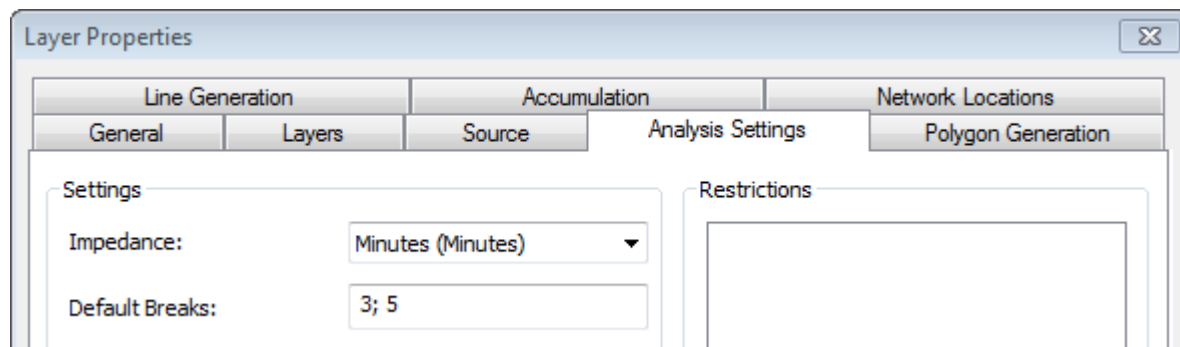 Layer Properties
Line Generation Accumulation Network Locations
General Layers Source Analysis Settings Polygon Generation
Settings Restrictions
Impedance: Minutes (Minutes)
Default Breaks: 3; 5